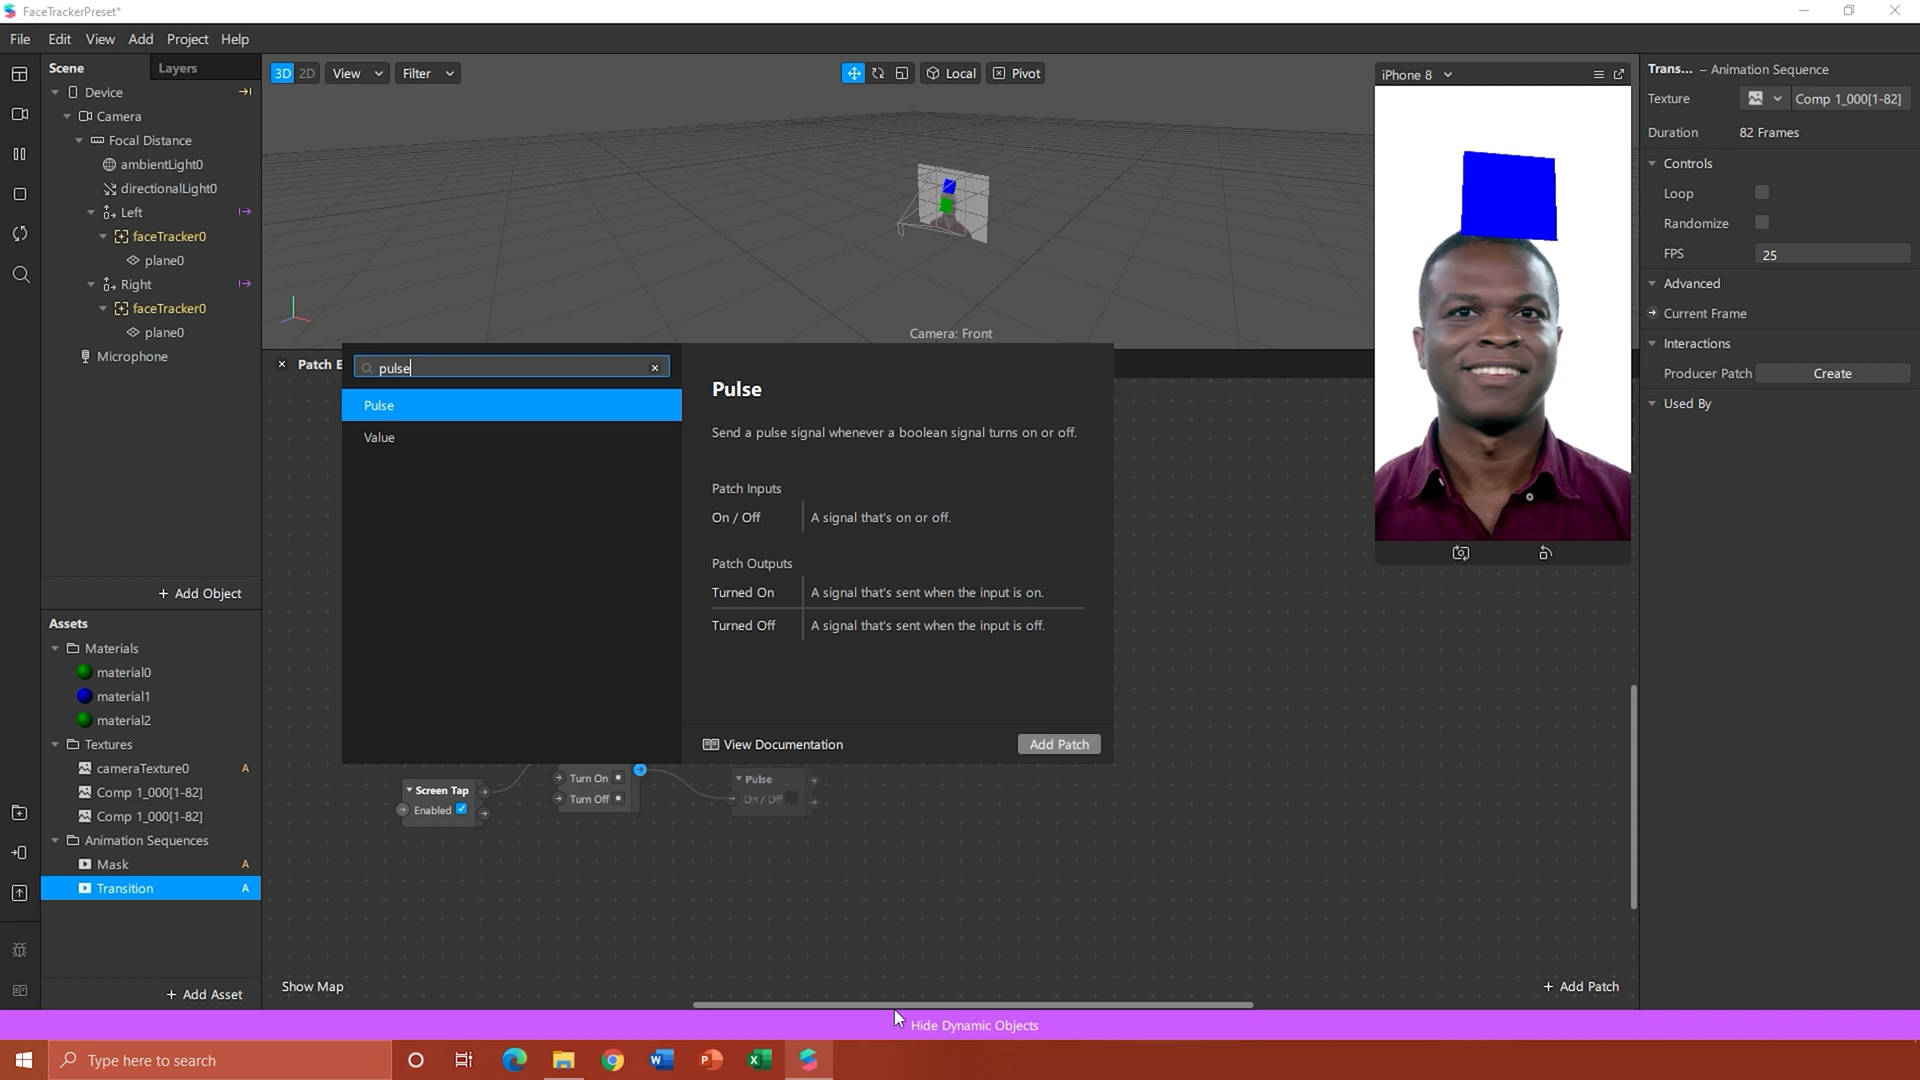 FaceTrackerPreset*
File Edit View Add Project Help
Scene Layers
Device
Camera
Focal Distance
ambientLight0
directionalLight0
Left
faceTracker0
plane0
Right
faceTracker0
plane0
Microphone
+ Add Object
Assets
Materials
material0
material1
material2
Textures
cameraTexture0 A
Comp 1_000[1-82]
Comp 1_000[1-82]
Animation Sequences
Mask A
Transition A
+ Add Asset
3D 2D View Filter Local Pivot
Camera: Front
Patch E
pulse
Pulse
Value
Pulse
Send a pulse signal whenever a boolean signal turns on or off.
Patch Inputs
On / Off A signal that's on or off.
Patch Outputs
Turned On A signal that's sent when the input is on.
Turned Off A signal that's sent when the input is off.
View Documentation Add Patch
Screen Tap
Enabled
Turn On
Turn Off
Pulse
On / Off
Show Map
+ Add Patch
iPhone 8
Trans... – Animation Sequence
Texture Comp 1_000[1-82]
Duration 82 Frames
Controls
Loop
Randomize
FPS 25
Advanced
Current Frame
Interactions
Producer Patch Create
Used By
Hide Dynamic Objects
Type here to search